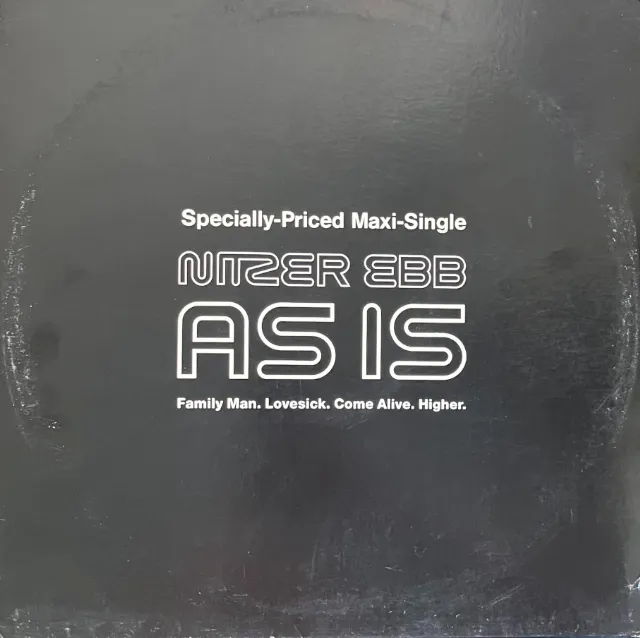 Specially-Priced Maxi-Single
NITZER EBB
AS IS
Family Man. Lovesick. Come Alive. Higher.